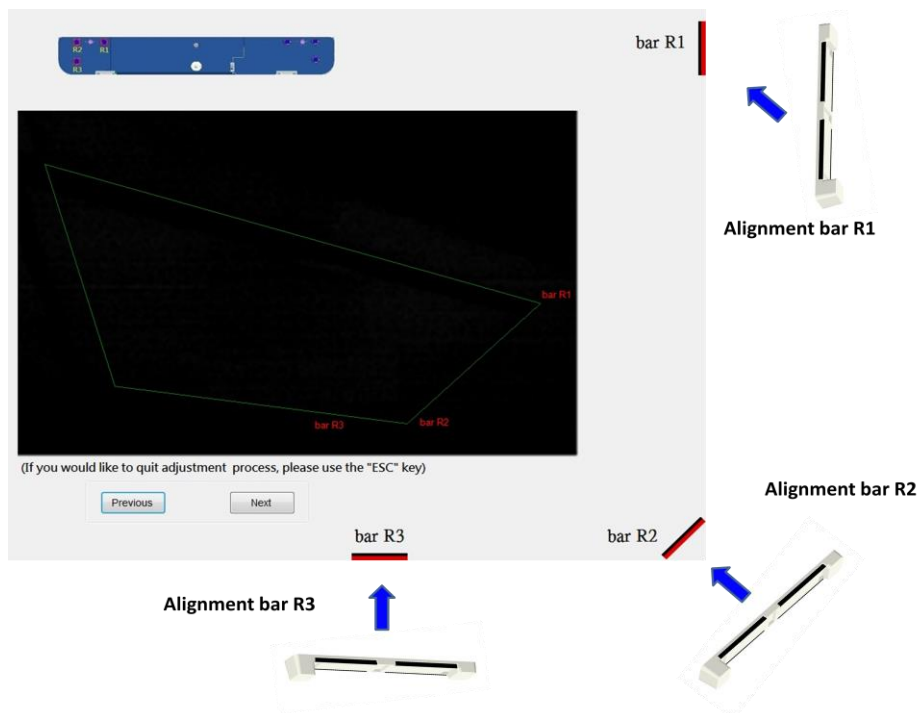 R2
R1
R3
bar R1
Alignment bar R1
bar R1
bar R3
bar R2
(If you would like to quit adjustment process, please use the "ESC" key)
Previous
Next
Alignment bar R2
bar R3
bar R2
Alignment bar R3